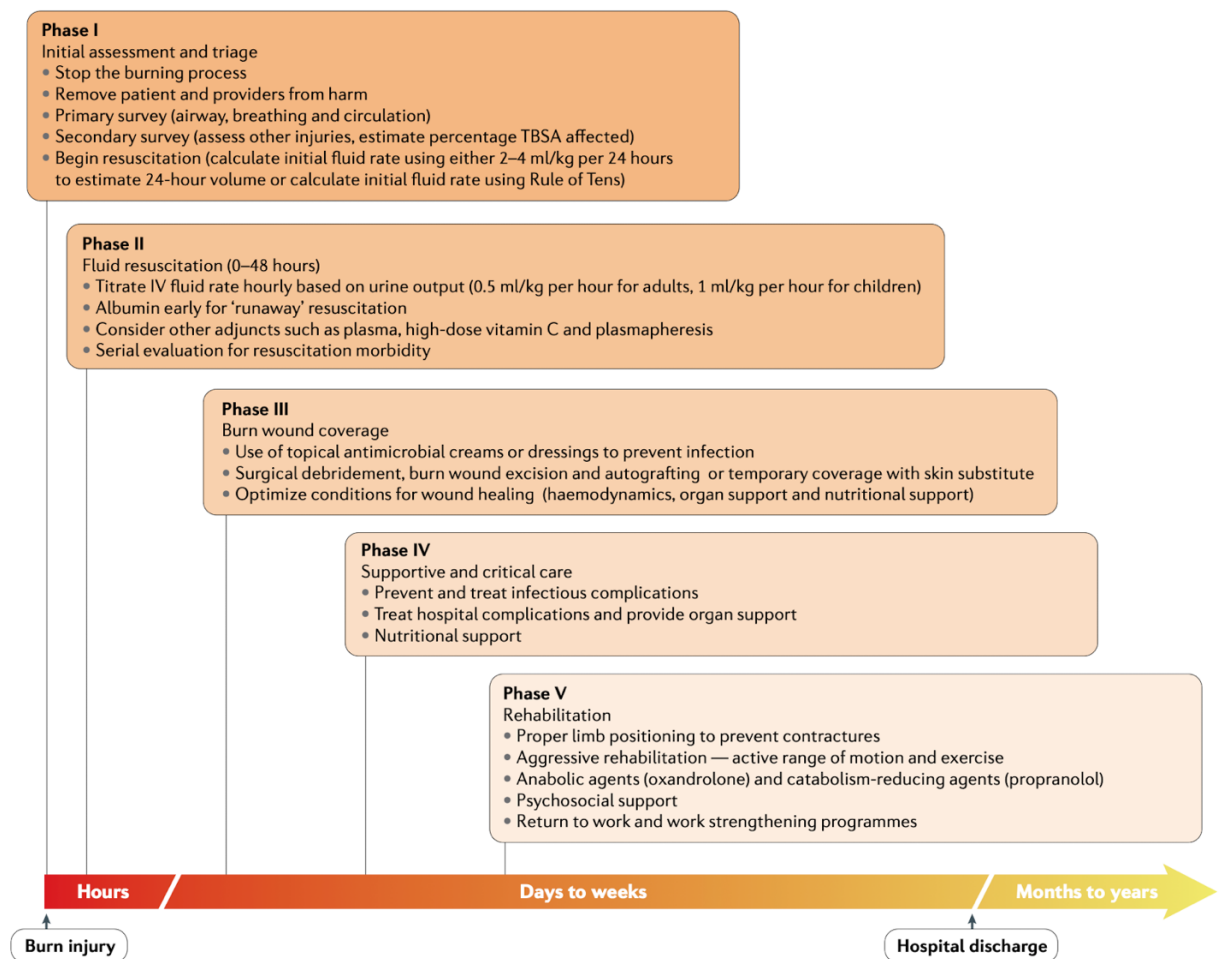 Phase I
Initial assessment and triage
• Stop the burning process
• Remove patient and providers from harm
• Primary survey (airway, breathing and circulation)
• Secondary survey (assess other injuries, estimate percentage TBSA affected)
• Begin resuscitation (calculate initial fluid rate using either 2–4 ml/kg per 24 hours
to estimate 24-hour volume or calculate initial fluid rate using Rule of Tens)
Phase II
Fluid resuscitation (0–48 hours)
• Titrate IV fluid rate hourly based on urine output (0.5 ml/kg per hour for adults, 1 ml/kg per hour for children)
• Albumin early for ‘runaway’ resuscitation
• Consider other adjuncts such as plasma, high-dose vitamin C and plasmapheresis
• Serial evaluation for resuscitation morbidity
Phase III
Burn wound coverage
• Use of topical antimicrobial creams or dressings to prevent infection
• Surgical debridement, burn wound excision and autografting or temporary coverage with skin substitute
• Optimize conditions for wound healing (haemodynamics, organ support and nutritional support)
Phase IV
Supportive and critical care
• Prevent and treat infectious complications
• Treat hospital complications and provide organ support
• Nutritional support
Phase V
Rehabilitation
• Proper limb positioning to prevent contractures
• Aggressive rehabilitation — active range of motion and exercise
• Anabolic agents (oxandrolone) and catabolism-reducing agents (propranolol)
• Psychosocial support
• Return to work and work strengthening programmes
Hours
Days to weeks
Months to years
Burn injury
Hospital discharge